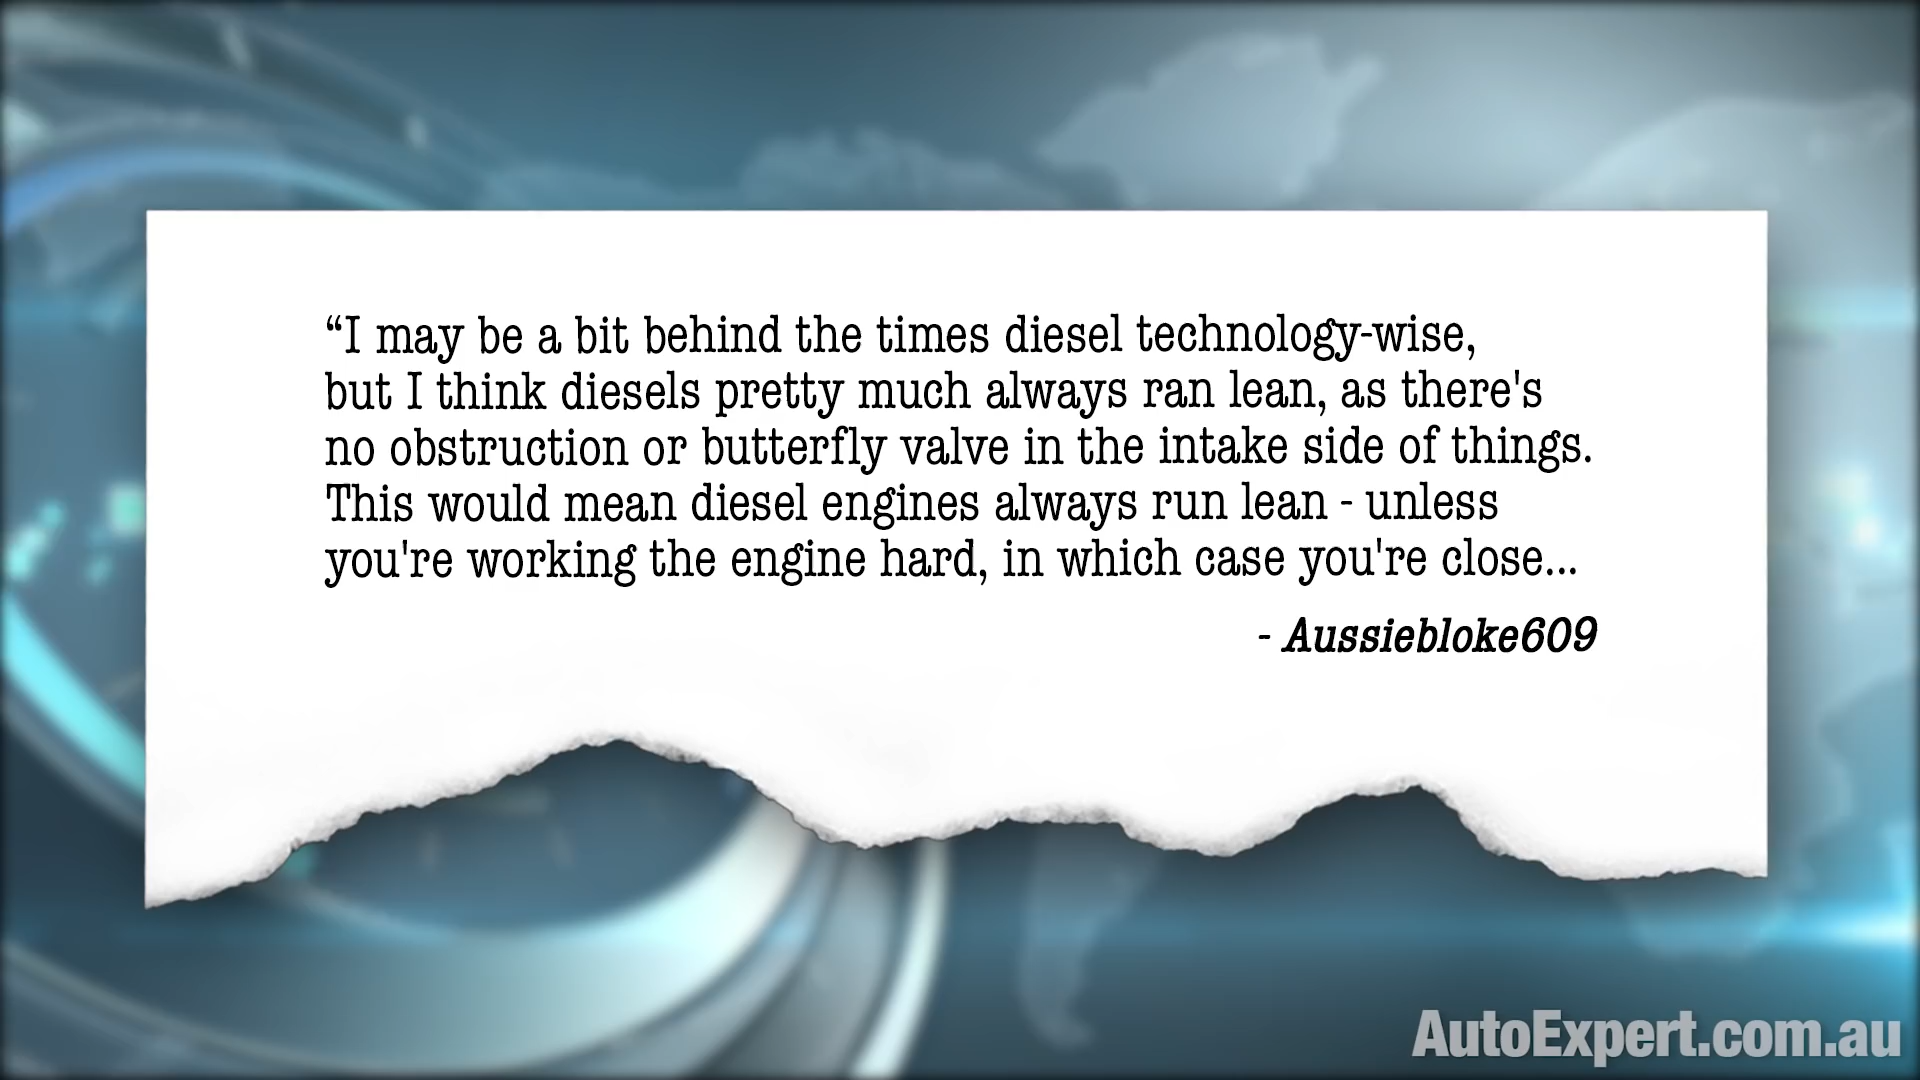 “I may be a bit behind the times diesel technology-wise,
but I think diesels pretty much always ran lean, as there's
no obstruction or butterfly valve in the intake side of things.
This would mean diesel engines always run lean - unless
you're working the engine hard, in which case you're close...
- Aussiebloke609
AutoExpert.com.au